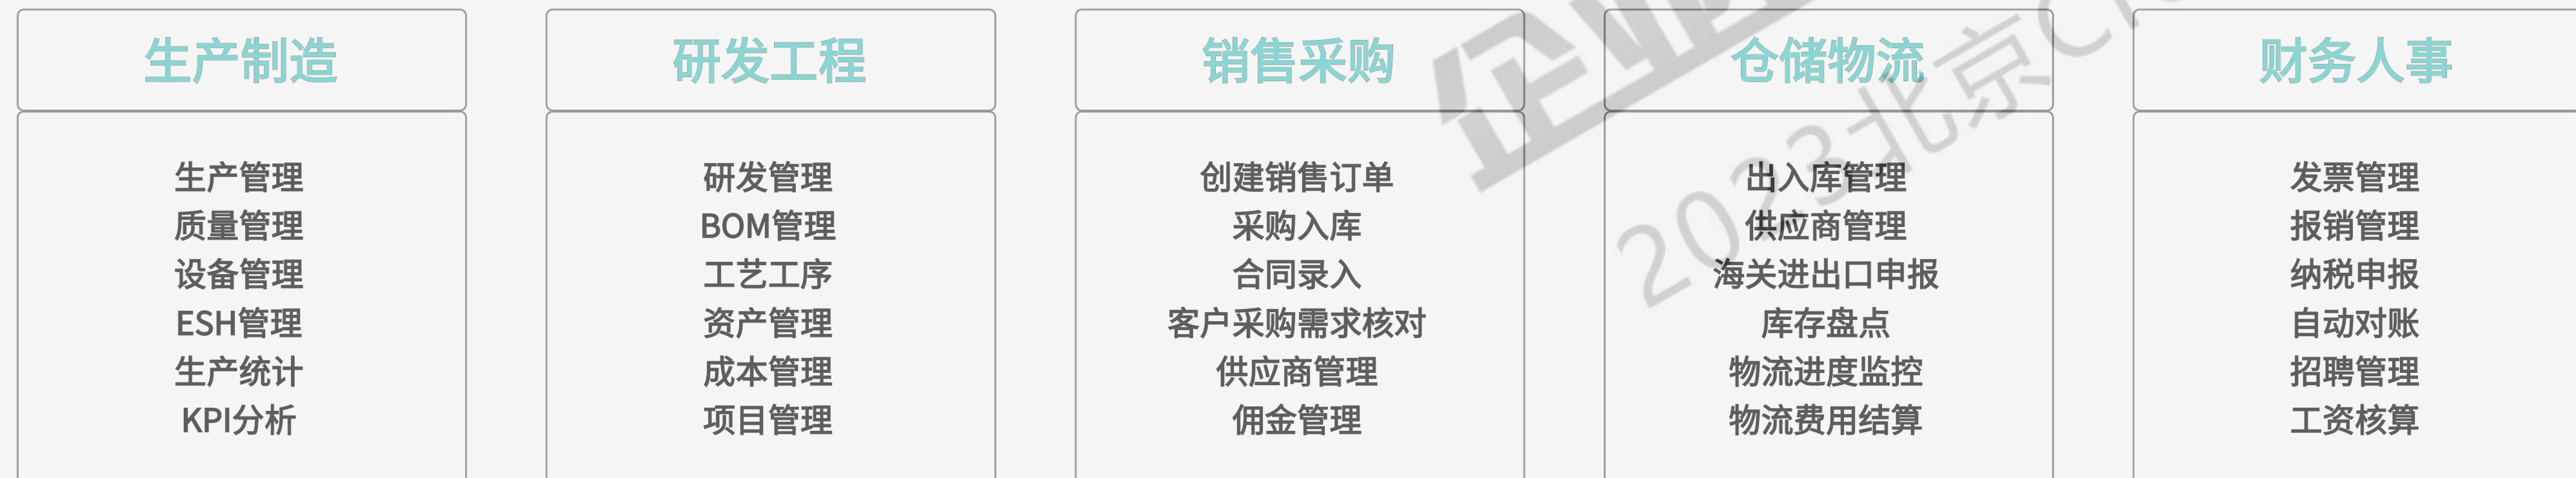 生产制造
生产管理
质量管理
设备管理
ESH管理
生产统计
KPI分析
研发工程
研发管理
BOM管理
工艺工序
资产管理
成本管理
项目管理
销售采购
创建销售订单
采购入库
合同录入
客户采购需求核对
供应商管理
佣金管理
仓储物流
出入库管理
供应商管理
海关进出口申报
库存盘点
物流进度监控
物流费用结算
财务人事
发票管理
报销管理
纳税申报
自动对账
招聘管理
工资核算
企业
2023北京C